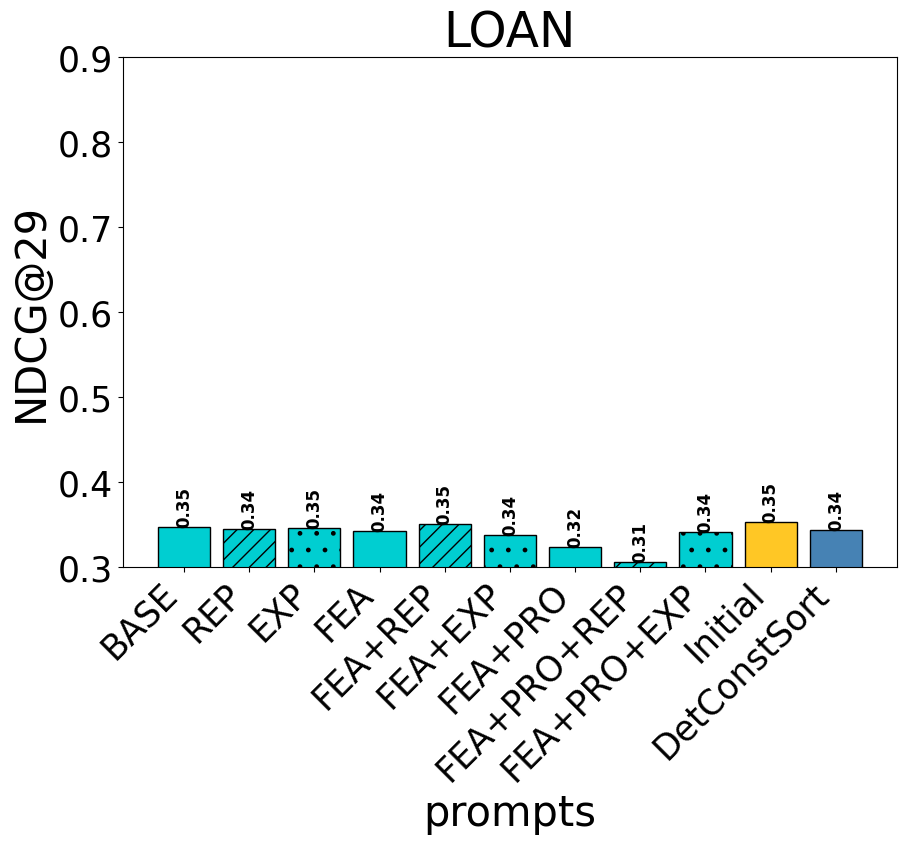 LOAN
NDCG@29
0.9
0.8
0.7
0.6
0.5
0.4
0.3
0.35
0.34
0.35
0.34
0.35
0.34
0.32
0.31
0.34
0.35
0.34
BASE
REP
EXP
FEA
FEA+REP
FEA+EXP
FEA+PRO
FEA+PRO+REP
FEA+PRO+EXP
Initial
DetConstSort
prompts